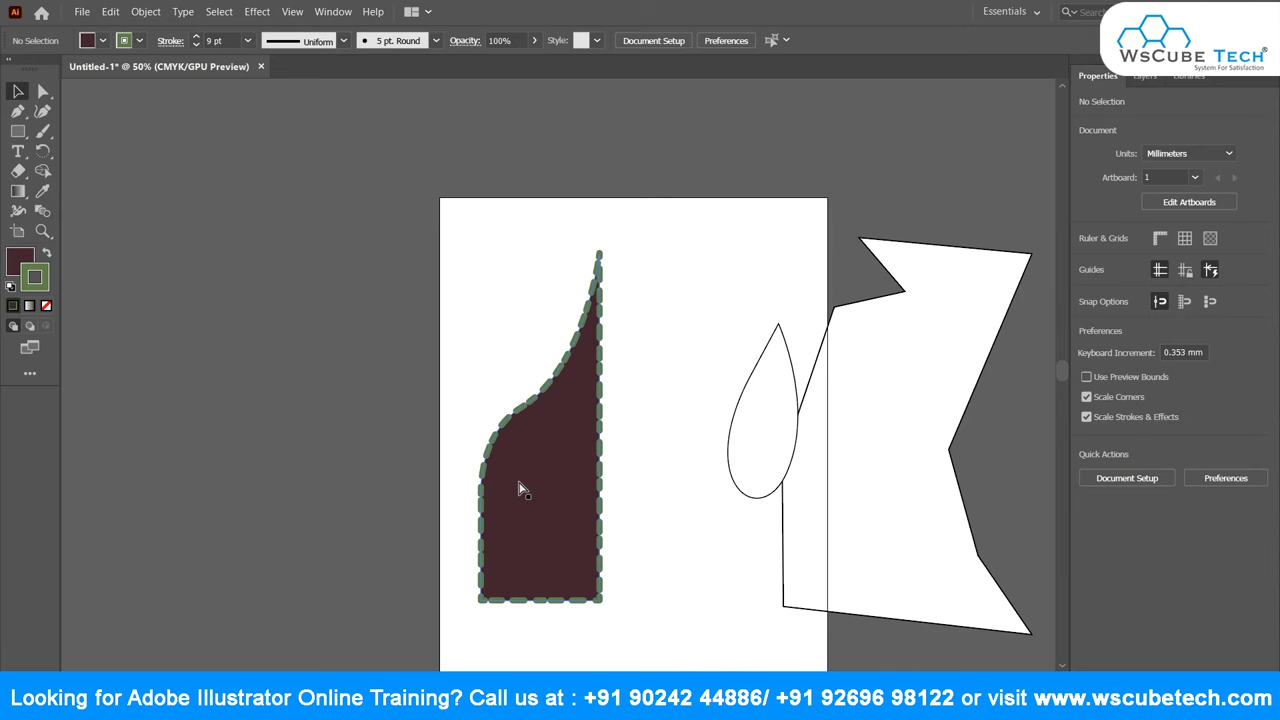 Ai File Edit Object Type Select Effect View Window Help Essentials Search
No Selection Stroke: 9 pt Uniform 5 pt. Round Opacity: 100% Style: Document Setup Preferences
WsCube Tech®
System For Satisfaction
Untitled-1* @ 50% (CMYK/GPU Preview) ×
Properties Layers Libraries
No Selection
Document
Units: Millimeters
Artboard: 1
Edit Artboards
Ruler & Grids
Guides
Snap Options
Preferences
Keyboard Increment: 0.353 mm
Use Preview Bounds
Scale Corners
Scale Strokes & Effects
Quick Actions
Document Setup Preferences
Looking for Adobe Illustrator Online Training? Call us at : +91 90242 44886/ +91 92696 98122 or visit www.wscubetech.com